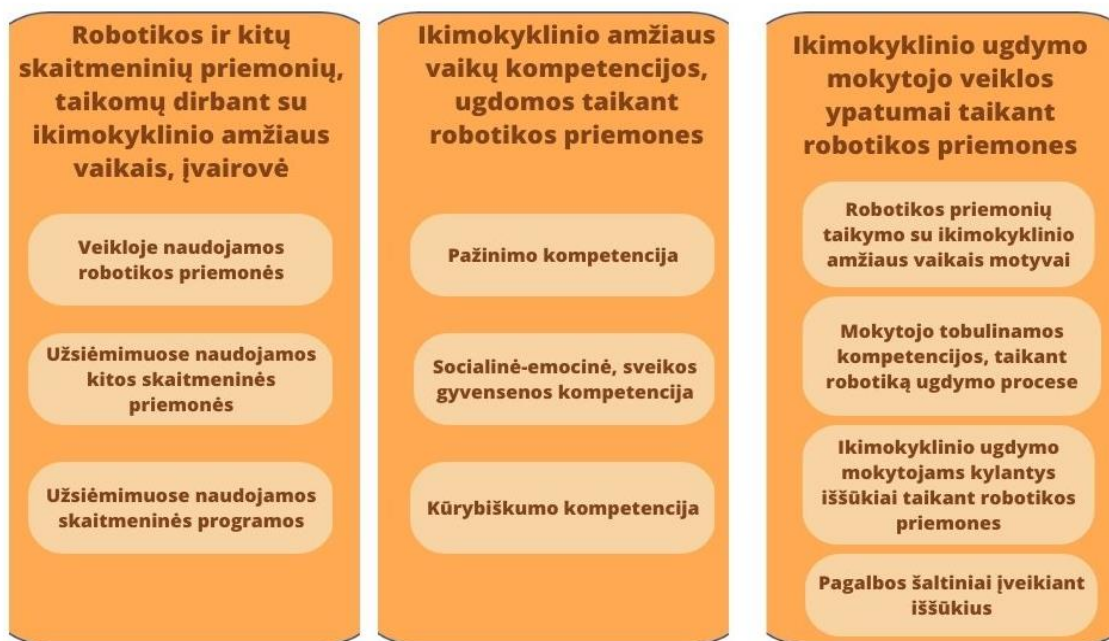 Robotikos ir kitų
skaitmeninių priemonių,
taikomų dirbant su
ikimokyklinio amžiaus
vaikais, įvairovė
Veikloje naudojamos
robotikos priemonės
Užsiėmimuose naudojamos
kitos skaitmeninės
priemonės
Užsiėmimuose naudojamos
skaitmeninės programos
Ikimokyklinio amžiaus
vaikų kompetencijos,
ugdomos taikant
robotikos priemones
Pažinimo kompetencija
Socialinė-emocinė, sveikos
gyvensenos kompetencija
Kūrybiškumo kompetencija
Ikimokyklinio ugdymo
mokytojo veiklos
ypatumai taikant
robotikos priemones
Robotikos priemonių
taikymo su ikimokyklinio
amžiaus vaikais motyvai
Mokytojo tobulinamos
kompetencijos, taikant
robotiką ugdymo procese
Ikimokyklinio ugdymo
mokytojams kylantys
iššūkiai taikant robotikos
priemones
Pagalbos šaltiniai įveikiant
iššūkius